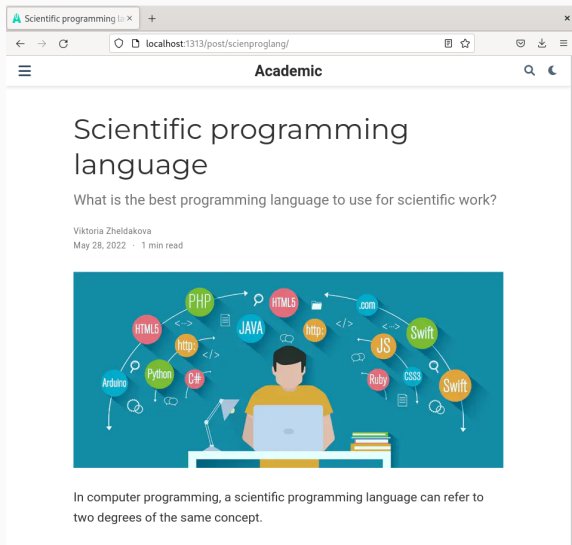 Scientific programming la
localhost:1313/post/scienproglang/
Academic
Scientific programming
language
What is the best programming language to use for scientific work?
Viktoria Zheldakova
May 28, 2022 · 1 min read
PHP
HTML5
.com
HTML5
JAVA
http:
Swift
</>
<-->
<-->
http:
JS
</>
Arduino
Python
C#
Ruby
CSS3
Swift
In computer programming, a scientific programming language can refer to
two degrees of the same concept.